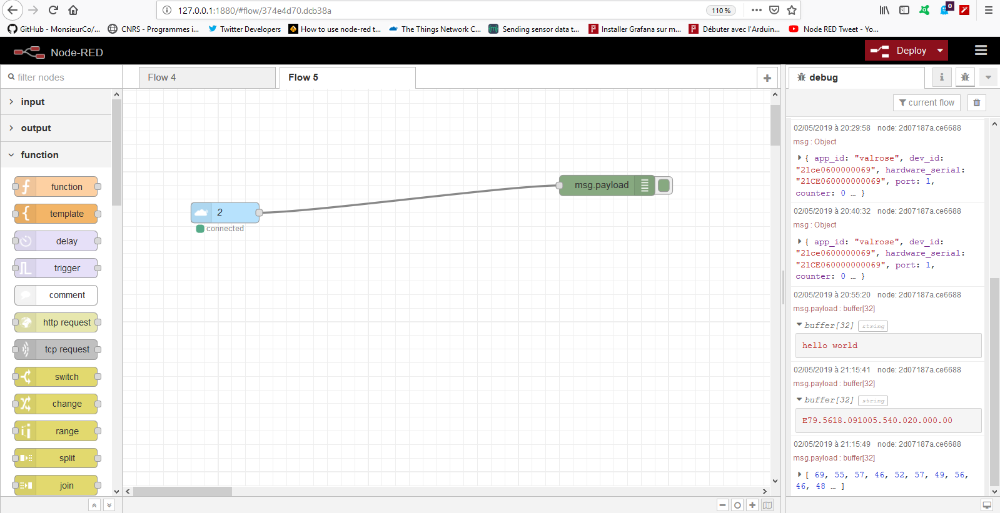 127.0.0.1:1880/#flow/374e4d70.dcb38a
110 %
0
GitHub - MonsieurCo/...
CNRS - Programmes i...
Twitter Developers
How to use node-red t...
The Things Network C...
Sending sensor data t...
Installer Grafana sur m...
Débuter avec l'Arduin...
Node RED Tweet - Yo...
Node-RED
Deploy
filter nodes
Flow 4
Flow 5
debug
input
output
function
function
template
delay
trigger
comment
http request
tcp request
switch
change
range
split
join
2
connected
msg.payload
current flow
02/05/2019 à 20:29:58 node: 2d07187a.ce6688
msg : Object
{ app_id: "valrose", dev_id:
"21ce0600000069", hardware_serial:
"21CE060000000069", port: 1,
counter: 0 … }
02/05/2019 à 20:40:32 node: 2d07187a.ce6688
msg : Object
{ app_id: "valrose", dev_id:
"21ce0600000069", hardware_serial:
"21CE060000000069", port: 1,
counter: 0 … }
02/05/2019 à 20:55:20 node: 2d07187a.ce6688
msg.payload : buffer[32]
buffer[32] string
hello world
02/05/2019 à 21:15:41 node: 2d07187a.ce6688
msg.payload : buffer[32]
buffer[32] string
E79.5618.091005.540.020.000.00
02/05/2019 à 21:15:49 node: 2d07187a.ce6688
msg.payload : buffer[32]
[ 69, 55, 57, 46, 52, 57, 49, 56,
46, 48 … ]